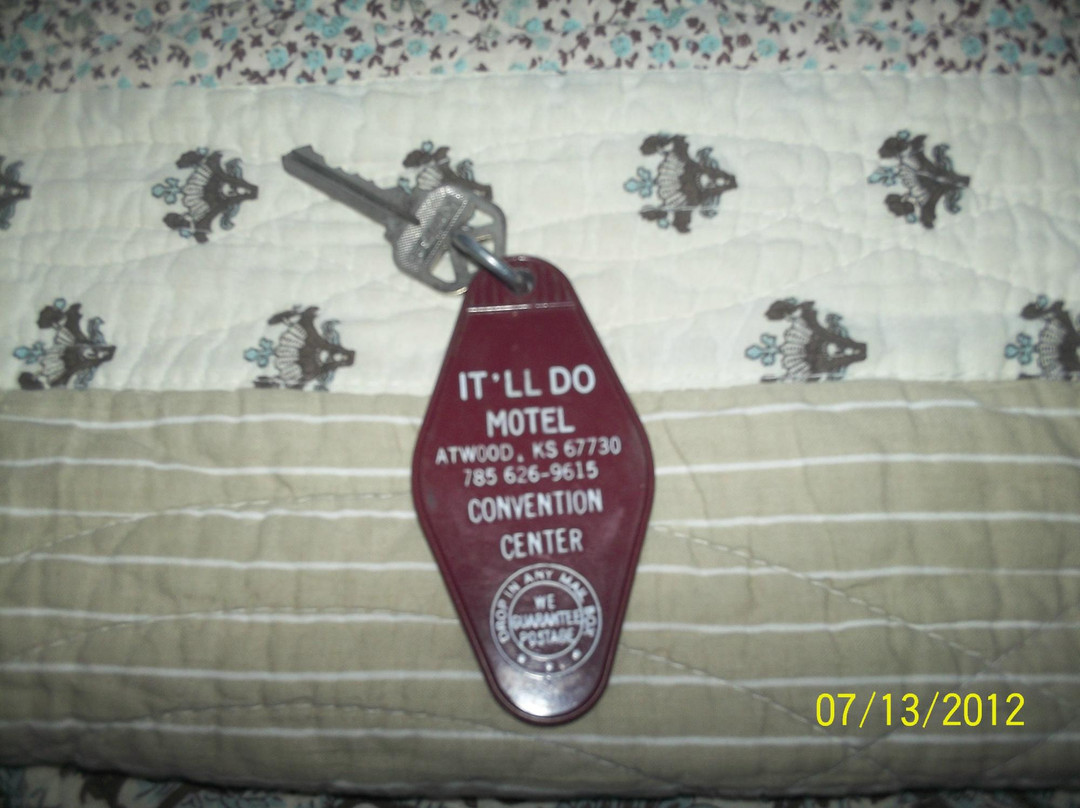 IT'LL DO
MOTEL
ATWOOD, KS 67730
785 626-9615
CONVENTION
CENTER
DROP IN ANY MAIL BOX
WE
GUARANTEE
POSTAGE
07/13/2012